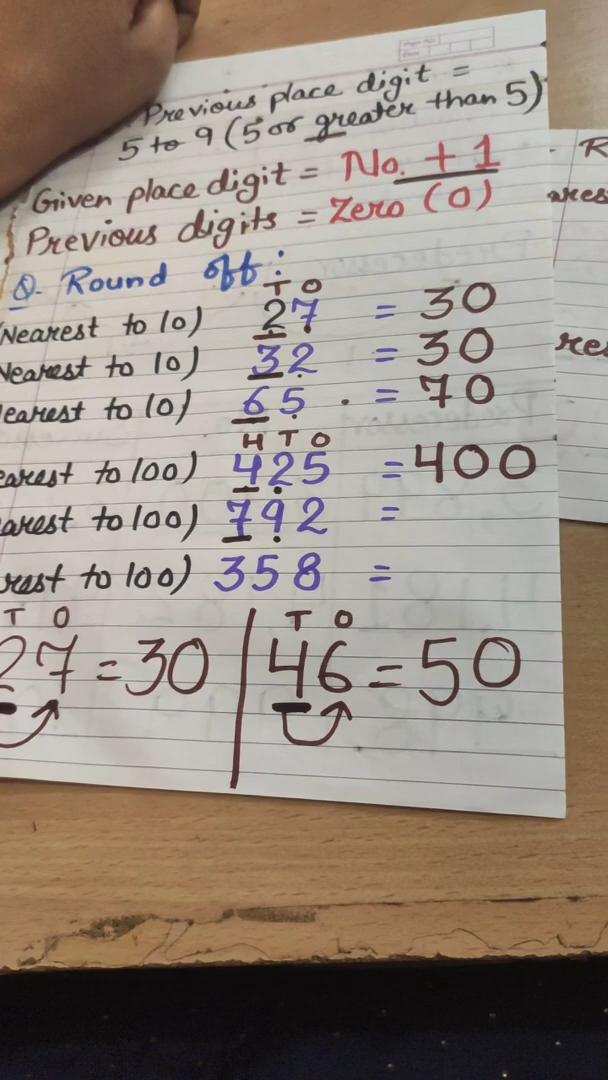 Previous place digit =
5 to 9 (5 or greater than 5)
Given place digit = No. + 1
Previous digits = Zero (0)
Q. Round off:
T O
(Nearest to 10) 27 = 30
Nearest to 10) 32 = 30
earest to 10) 65 . = 70
H T O
earest to 100) 425 = 400
arest to 100) 792 =
rest to 100) 358 =
T O T O
27 = 30 46 = 50
R
ares
res